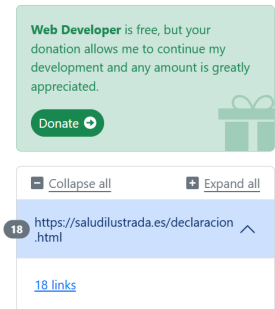 Web Developer is free, but your
donation allows me to continue my
development and any amount is greatly
appreciated.
Donate
Collapse all
Expand all
18
https://saludilustrada.es/declaracion
.html
18 links